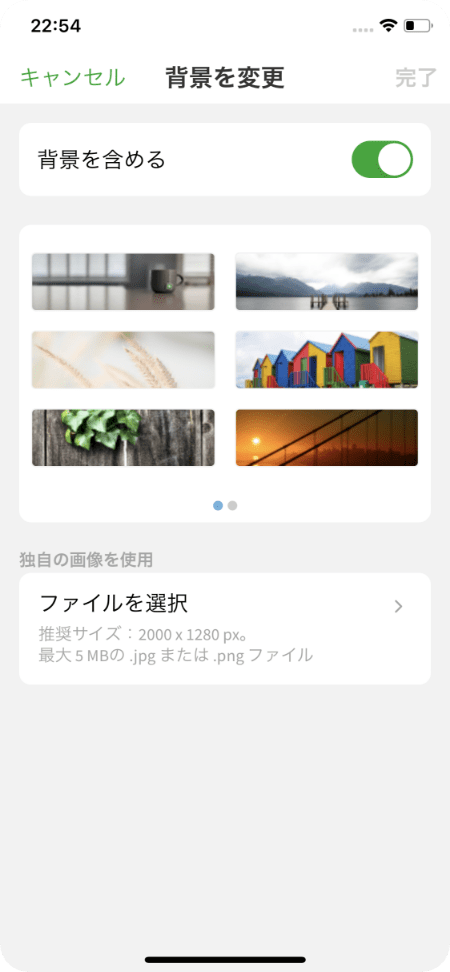 22:54
キャンセル 背景を変更 完了
背景を含める
独自の画像を使用
ファイルを選択
推奨サイズ：2000 x 1280 px。
最大 5 MBの .jpg または .png ファイル